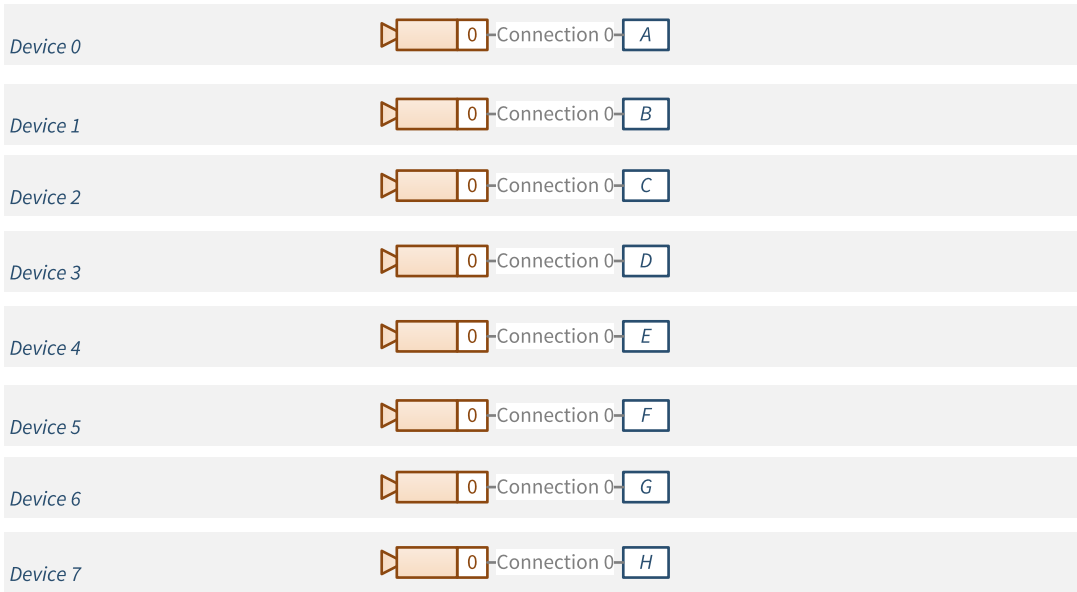 Device 0 0 Connection 0 A
Device 1 0 Connection 0 B
Device 2 0 Connection 0 C
Device 3 0 Connection 0 D
Device 4 0 Connection 0 E
Device 5 0 Connection 0 F
Device 6 0 Connection 0 G
Device 7 0 Connection 0 H